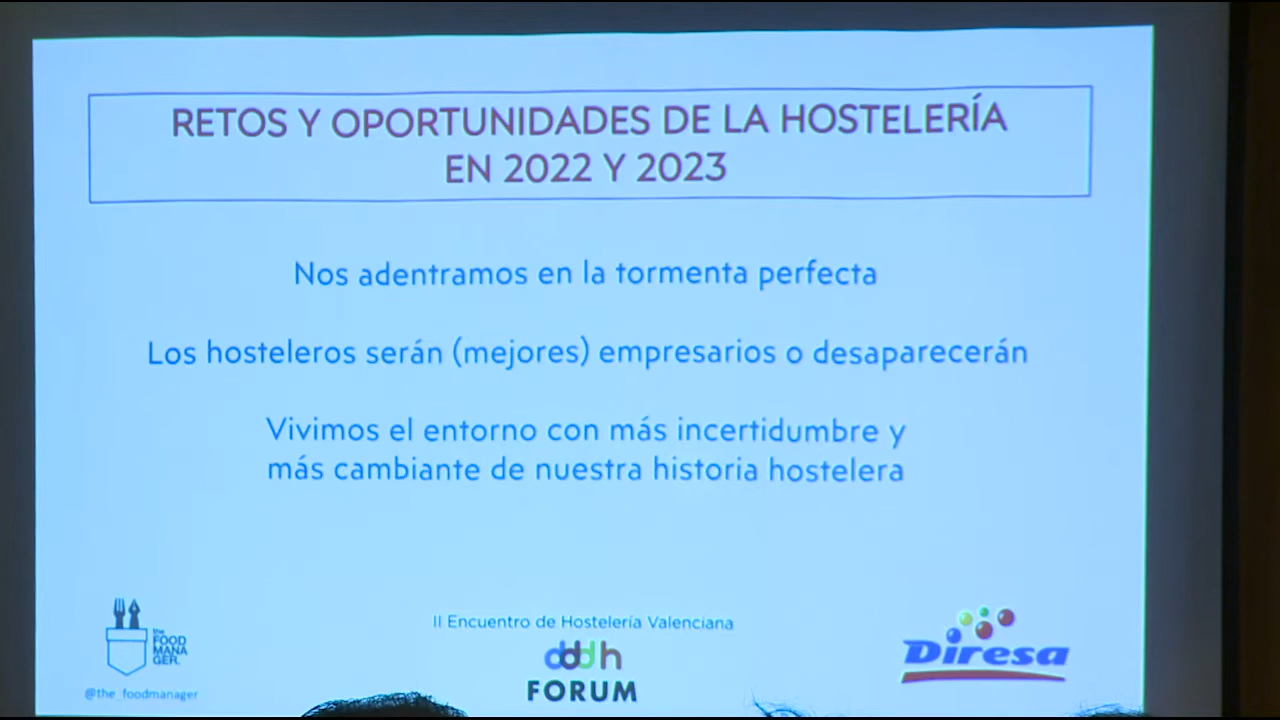 RETOS Y OPORTUNIDADES DE LA HOSTELERÍA
EN 2022 Y 2023
Nos adentramos en la tormenta perfecta
Los hosteleros serán (mejores) empresarios o desaparecerán
Vivimos el entorno con más incertidumbre y
más cambiante de nuestra historia hostelera
the
FOOD
MANA
GER.
@the_foodmanager
II Encuentro de Hostelería Valenciana
dddh
FORUM
Diresa